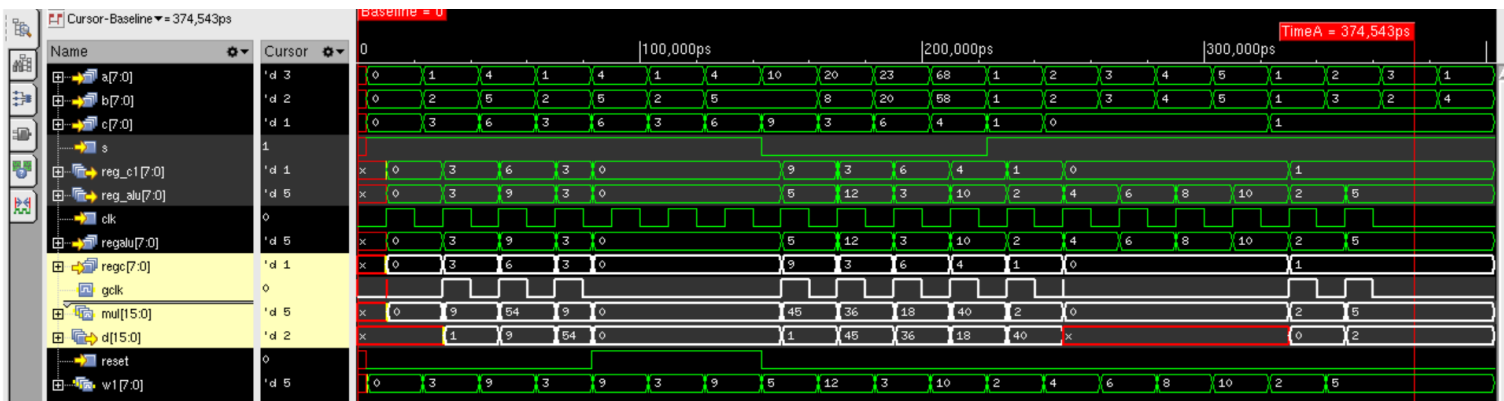 Cursor-Baseline▾= 374,543ps
Baseline = 0
TimeA = 374,543ps
Name Cursor 0 100,000ps 200,000ps 300,000ps
a[7:0] 'd 3 0 1 4 1 4 1 4 10 20 23 68 1 2 3 4 5 1 2 3 1
b[7:0] 'd 2 0 2 5 2 5 2 5 8 20 58 1 2 3 4 5 1 3 2 4
c[7:0] 'd 1 0 3 6 3 6 3 6 9 3 6 4 1 0 1
s 1
reg_c1[7:0] 'd 1 x 0 3 6 3 0 9 3 6 4 1 0 1
reg_alu[7:0] 'd 5 x 0 3 9 3 0 5 12 3 10 2 4 6 8 10 2 5
clk 0
regalu[7:0] 'd 5 x 0 3 9 3 0 5 12 3 10 2 4 6 8 10 2 5
regc[7:0] 'd 1 x 0 3 6 3 0 9 3 6 4 1 0 1
gclk 0
mul[15:0] 'd 5 x 0 9 54 9 0 45 36 18 40 2 0 2 5
d[15:0] 'd 2 x 1 9 54 0 1 45 36 18 40 x 0 2
reset 0
w1[7:0] 'd 5 0 3 9 3 9 3 9 5 12 3 10 2 4 6 8 10 2 5